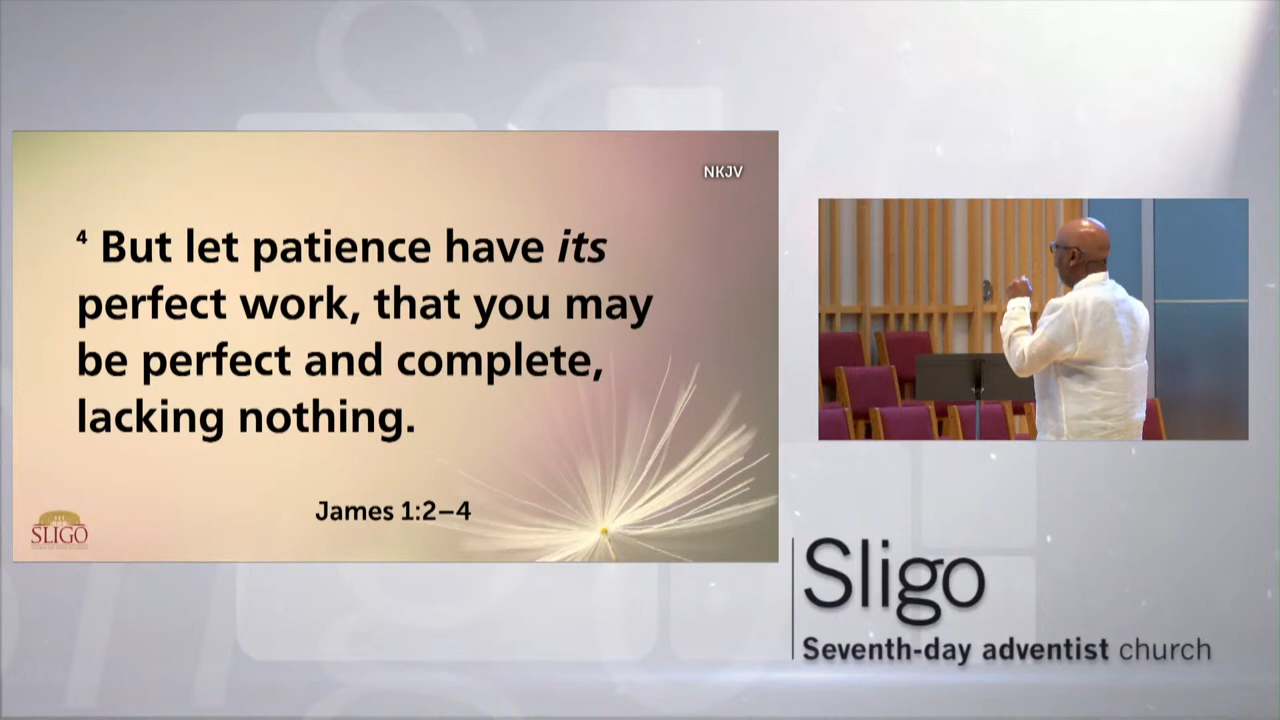 NKJV
4 But let patience have its
perfect work, that you may
be perfect and complete,
lacking nothing.
James 1:2–4
SLIGO
Sligo
Seventh-day adventist church